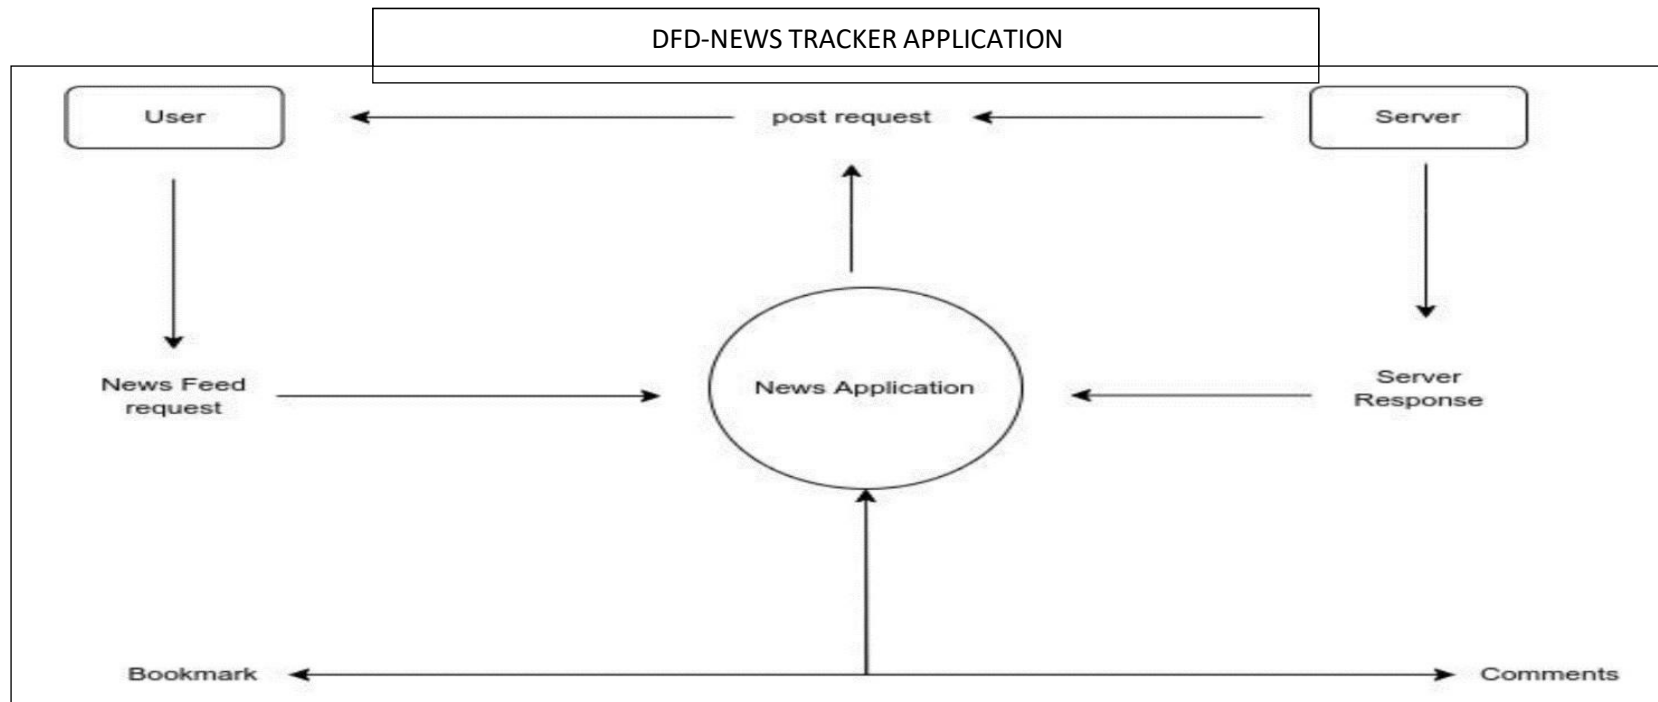 DFD-NEWS TRACKER APPLICATION
User
post request
Server
News Feed
request
News Application
Server
Response
Bookmark
Comments